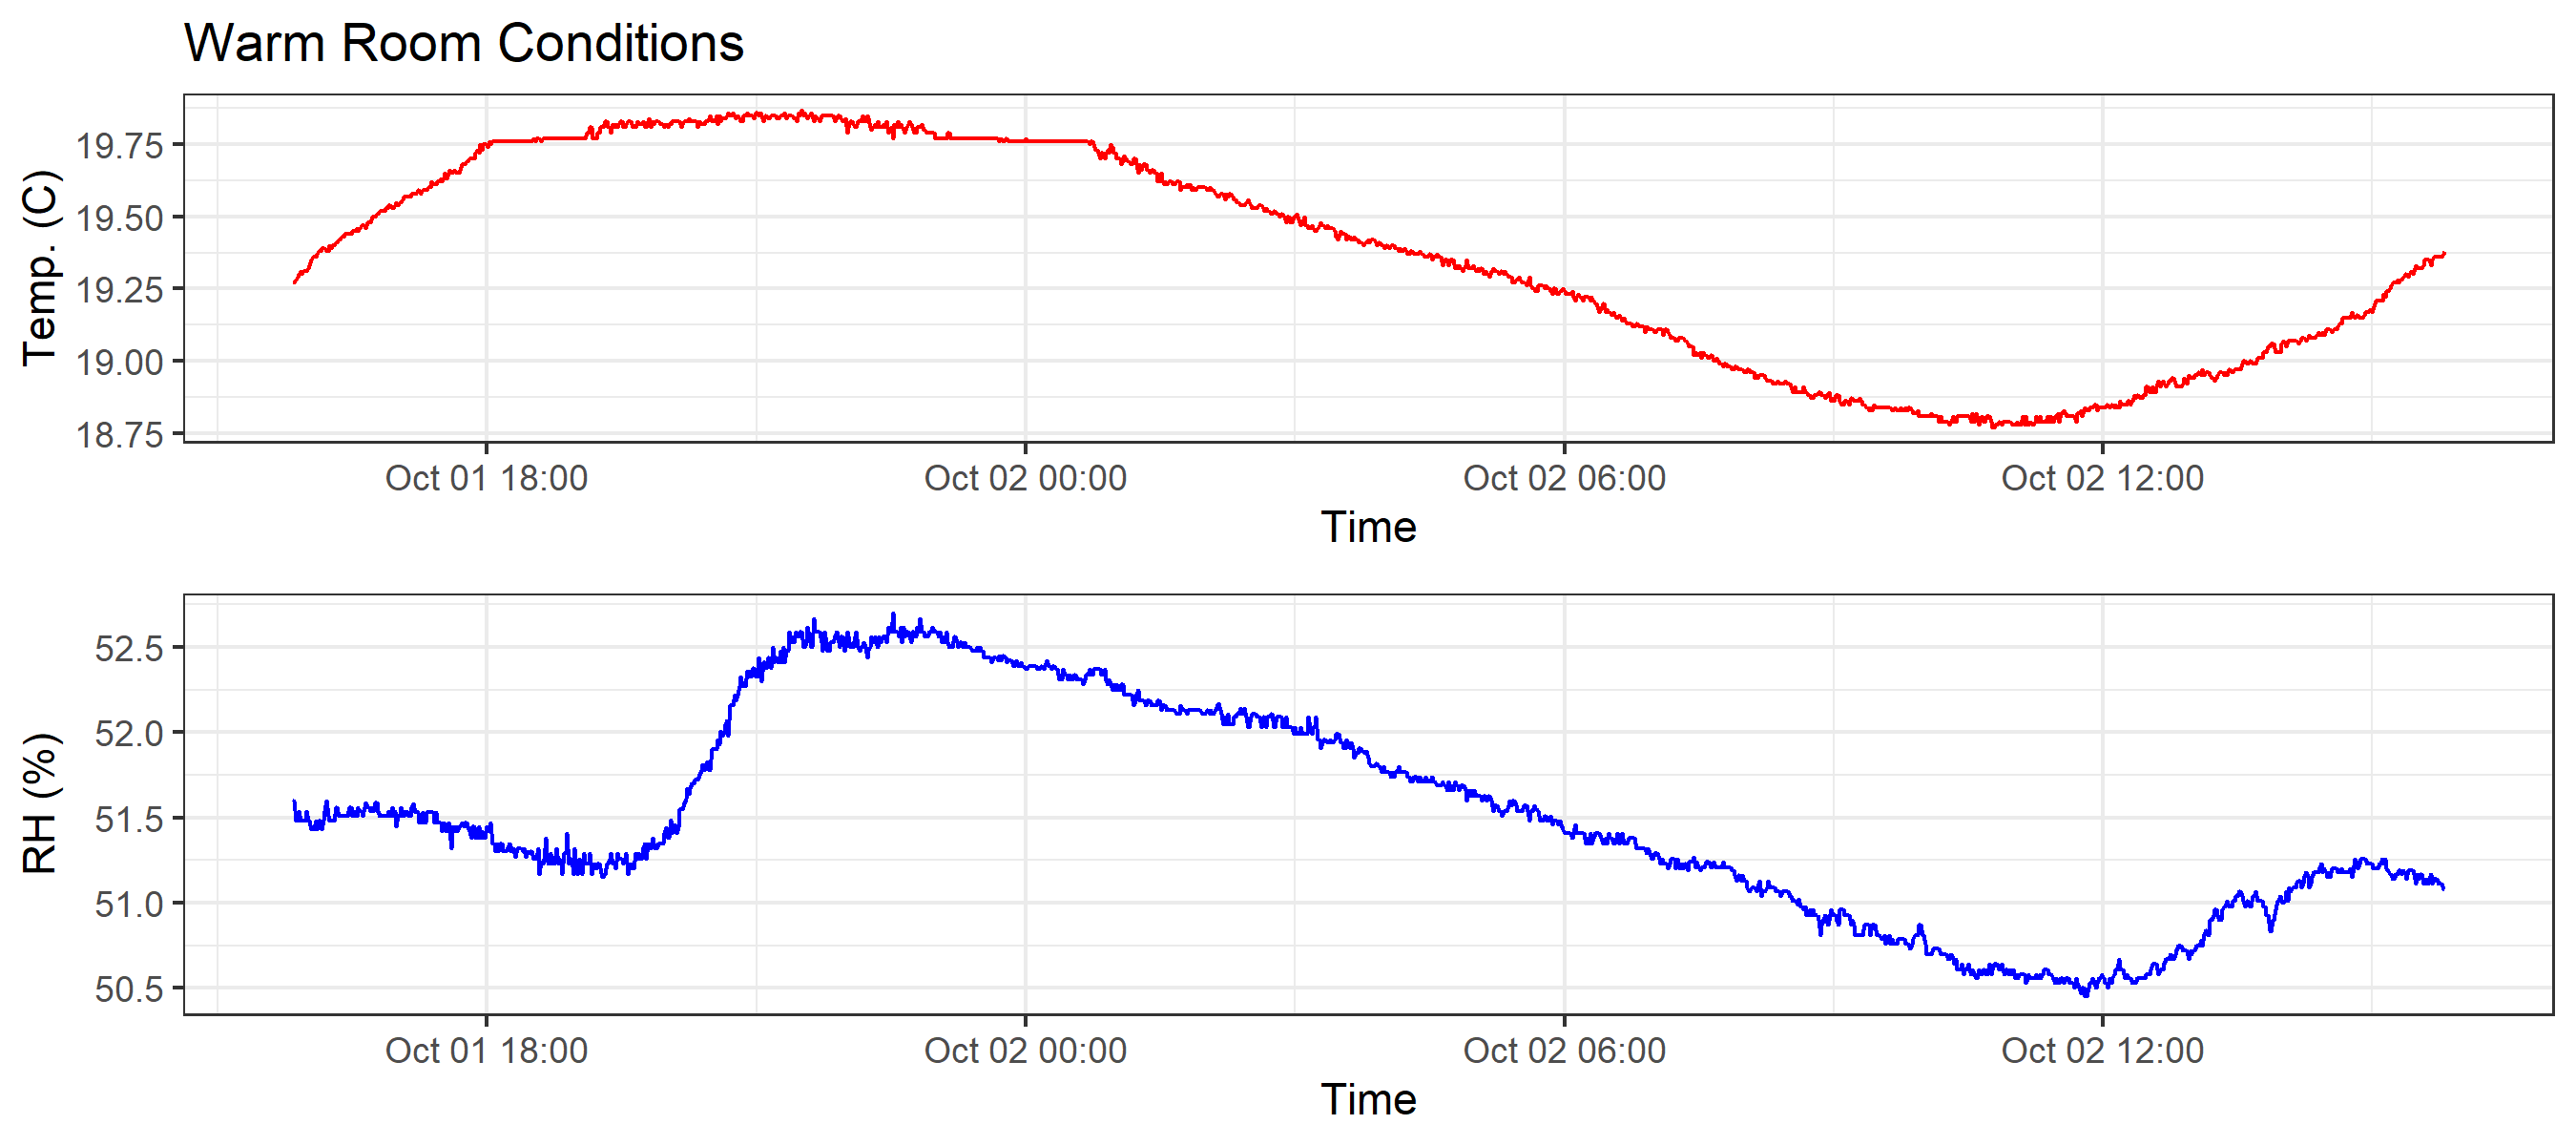 Warm Room Conditions
Temp. (C)
19.75
19.50
19.25
19.00
18.75
Oct 01 18:00 Oct 02 00:00 Oct 02 06:00 Oct 02 12:00
Time
RH (%)
52.5
52.0
51.5
51.0
50.5
Oct 01 18:00 Oct 02 00:00 Oct 02 06:00 Oct 02 12:00
Time